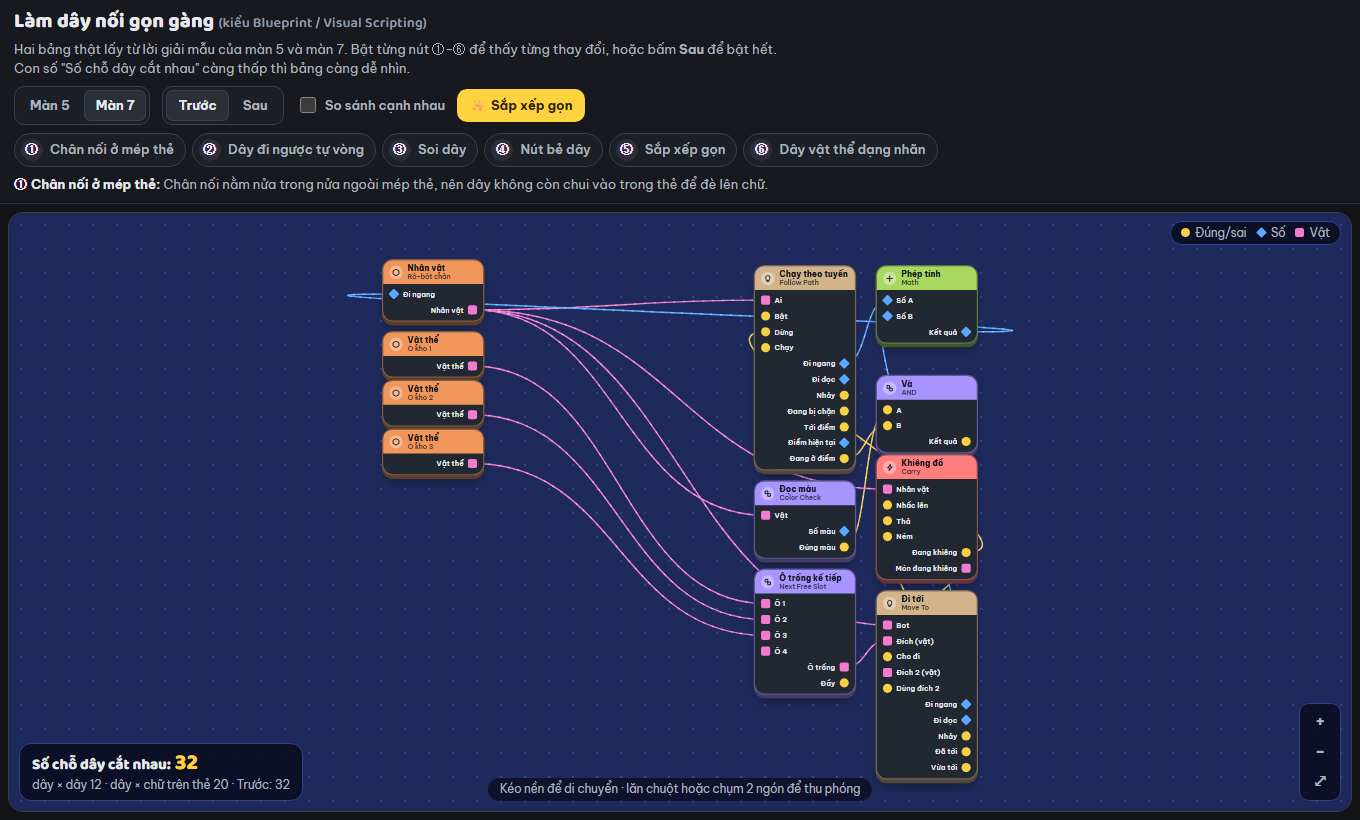 Làm dây nối gọn gàng (kiểu Blueprint / Visual Scripting)
Hai bảng thật lấy từ lời giải mẫu của màn 5 và màn 7. Bật từng nút ①–⑥ để thấy từng thay đổi, hoặc bấm Sau để bật hết.
Con số "Số chỗ dây cắt nhau" càng thấp thì bảng càng dễ nhìn.
Màn 5 Màn 7 Trước Sau So sánh cạnh nhau ✨ Sắp xếp gọn
① Chân nối ở mép thẻ ② Dây đi ngược tự vòng ③ Soi dây ④ Nút bẻ dây ⑤ Sắp xếp gọn ⑥ Dây vật thể dạng nhãn
① Chân nối ở mép thẻ: Chân nối nằm nửa trong nửa ngoài mép thẻ, nên dây không còn chui vào trong thẻ để đè lên chữ.
Đúng/sai Số Vật
Nhân vật
Rô-bốt chân
Đi ngang
Nhân vật
Vật thể
Ô kho 1
Vật thể
Vật thể
Ô kho 2
Vật thể
Vật thể
Ô kho 3
Vật thể
Chạy theo tuyến
Follow Path
Ai
Bật
Dừng
Chạy
Đi ngang
Đi dọc
Nhảy
Đang bị chặn
Tới điểm
Điểm hiện tại
Đang ở điểm
Đọc màu
Color Check
Vật
Số màu
Đúng màu
Ô trống kế tiếp
Next Free Slot
Ô 1
Ô 2
Ô 3
Ô 4
Ô trống
Đầy
Phép tính
Math
Số A
Số B
Kết quả
Và
AND
A
B
Kết quả
Khiêng đồ
Carry
Nhân vật
Nhấc lên
Thả
Ném
Đang khiêng
Món đang khiêng
Đi tới
Move To
Bot
Đích (vật)
Cho đi
Đích 2 (vật)
Dùng đích 2
Đi ngang
Đi dọc
Nhảy
Đã tới
Vừa tới
Số chỗ dây cắt nhau: 32
dây × dây 12 · dây × chữ trên thẻ 20 · Trước: 32
Kéo nền để di chuyển · lăn chuột hoặc chụm 2 ngón để thu phóng
+
−
⤢